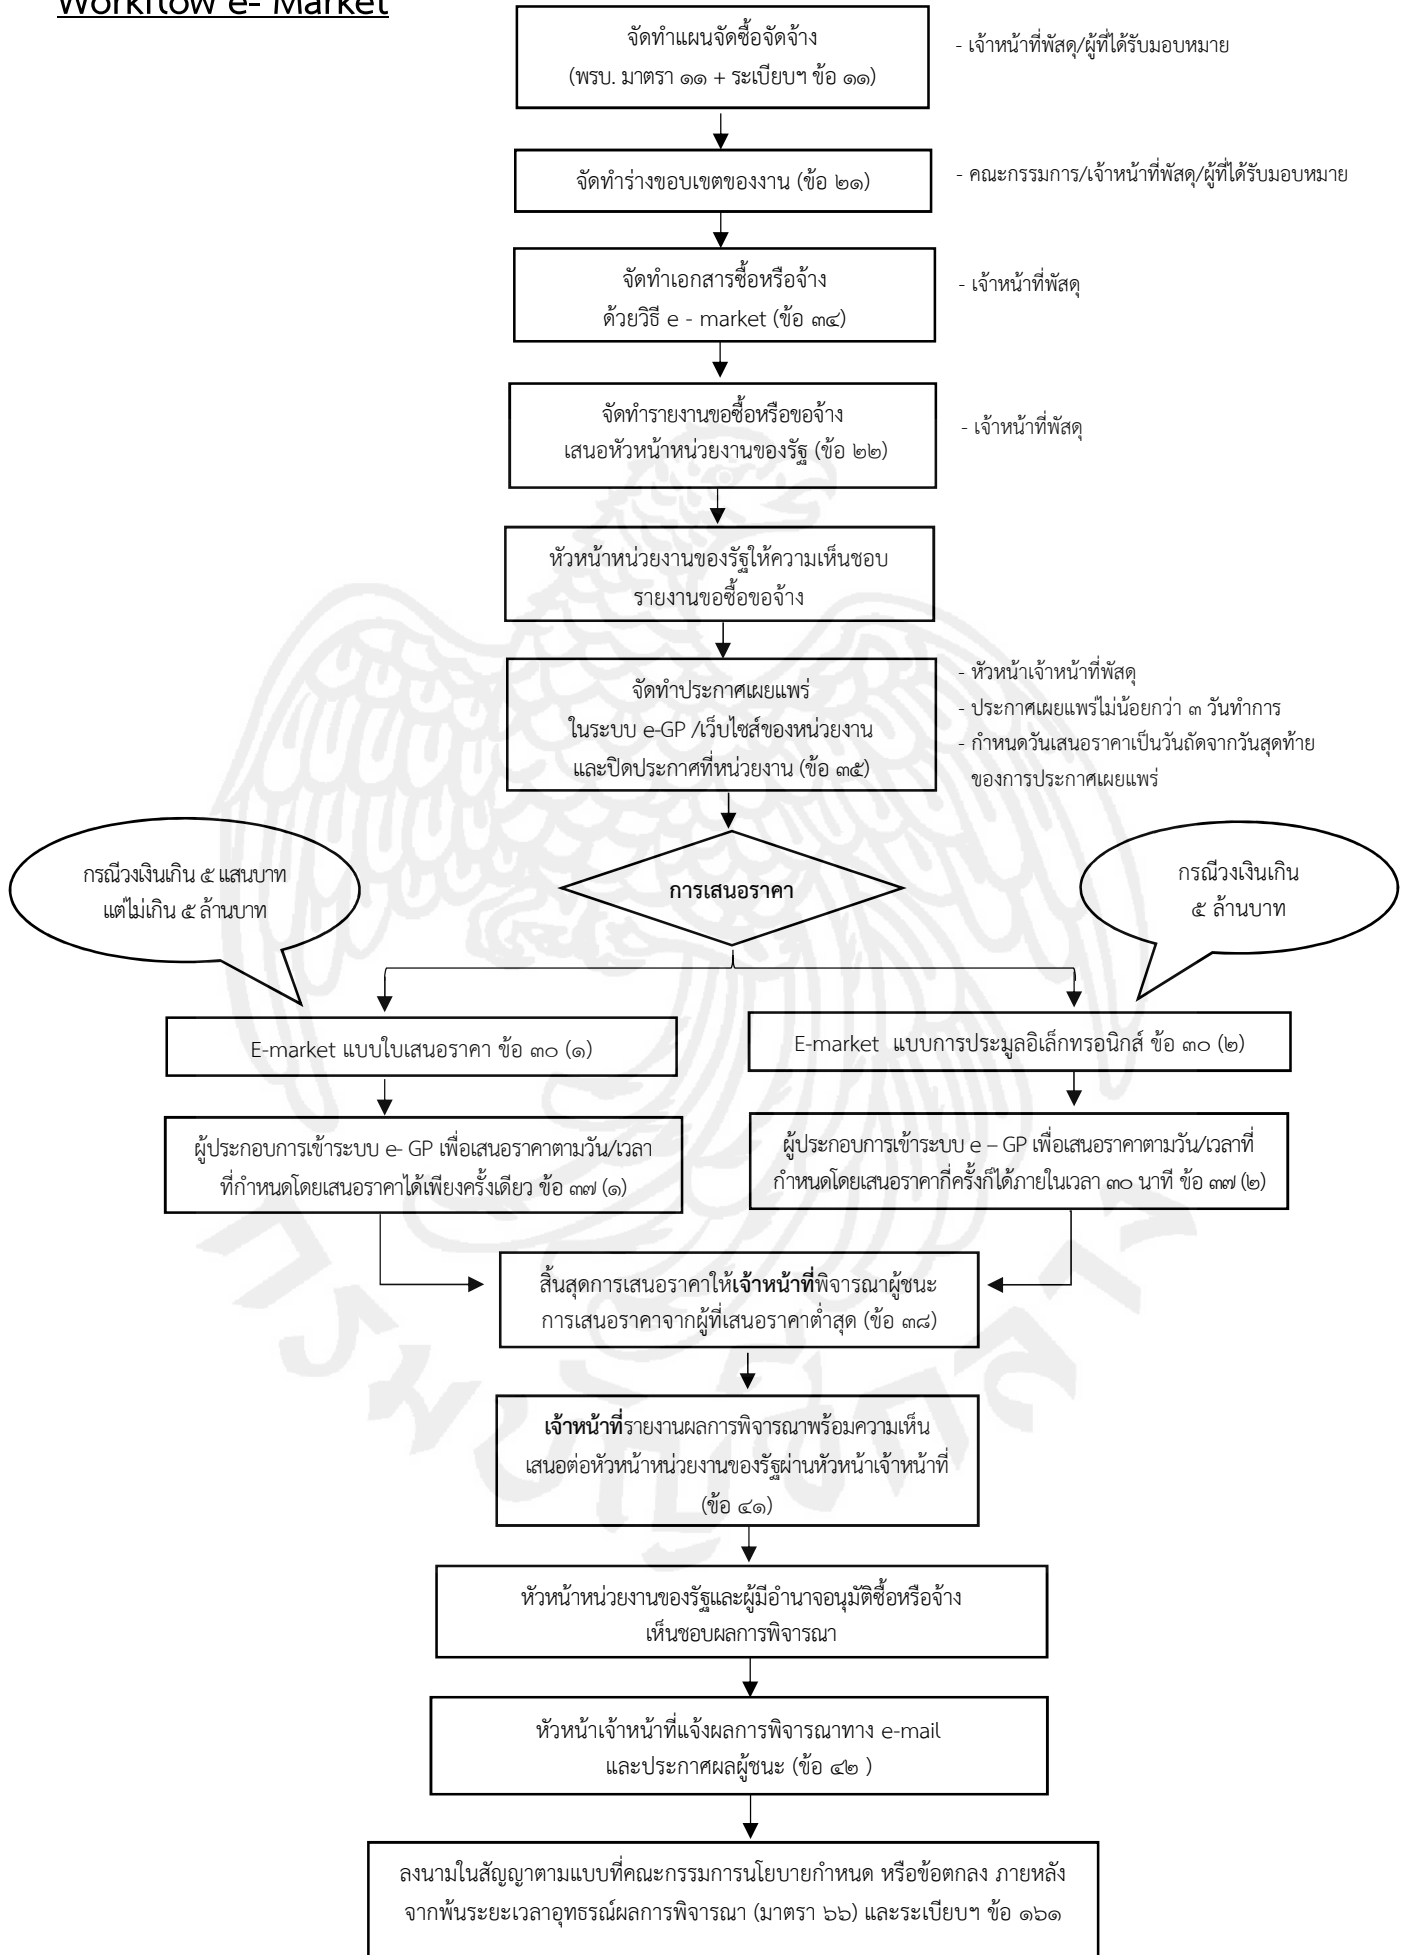 Workflow e- Market
จัดทำแผนจัดซื้อจัดจ้าง
(พรบ. มาตรา ๑๑ + ระเบียบฯ ข้อ ๑๑)
- เจ้าหน้าที่พัสดุ/ผู้ที่ได้รับมอบหมาย
จัดทำร่างขอบเขตของงาน (ข้อ ๒๑)
- คณะกรรมการ/เจ้าหน้าที่พัสดุ/ผู้ที่ได้รับมอบหมาย
จัดทำเอกสารซื้อหรือจ้าง
ด้วยวิธี e - market (ข้อ ๓๔)
- เจ้าหน้าที่พัสดุ
จัดทำรายงานขอซื้อหรือขอจ้าง
เสนอหัวหน้าหน่วยงานของรัฐ (ข้อ ๒๒)
- เจ้าหน้าที่พัสดุ
หัวหน้าหน่วยงานของรัฐให้ความเห็นชอบ
รายงานขอซื้อขอจ้าง
จัดทำประกาศเผยแพร่
ในระบบ e-GP /เว็บไซส์ของหน่วยงาน
และปิดประกาศที่หน่วยงาน (ข้อ ๓๕)
- หัวหน้าเจ้าหน้าที่พัสดุ
- ประกาศเผยแพร่ไม่น้อยกว่า ๓ วันทำการ
- กำหนดวันเสนอราคาเป็นวันถัดจากวันสุดท้าย
ของการประกาศเผยแพร่
กรณีวงเงินเกิน ๕ แสนบาท
แต่ไม่เกิน ๕ ล้านบาท
การเสนอราคา
กรณีวงเงินเกิน
๕ ล้านบาท
E-market แบบใบเสนอราคา ข้อ ๓๐ (๑)
E-market แบบการประมูลอิเล็กทรอนิกส์ ข้อ ๓๐ (๒)
ผู้ประกอบการเข้าระบบ e- GP เพื่อเสนอราคาตามวัน/เวลา
ที่กำหนดโดยเสนอราคาได้เพียงครั้งเดียว ข้อ ๓๗ (๑)
ผู้ประกอบการเข้าระบบ e – GP เพื่อเสนอราคาตามวัน/เวลาที่
กำหนดโดยเสนอราคากี่ครั้งก็ได้ภายในเวลา ๓๐ นาที ข้อ ๓๗ (๒)
สิ้นสุดการเสนอราคาให้เจ้าหน้าที่พิจารณาผู้ชนะ
การเสนอราคาจากผู้ที่เสนอราคาต่ำสุด (ข้อ ๓๘)
เจ้าหน้าที่รายงานผลการพิจารณาพร้อมความเห็น
เสนอต่อหัวหน้าหน่วยงานของรัฐผ่านหัวหน้าเจ้าหน้าที่
(ข้อ ๔๑)
หัวหน้าหน่วยงานของรัฐและผู้มีอำนาจอนุมัติซื้อหรือจ้าง
เห็นชอบผลการพิจารณา
หัวหน้าเจ้าหน้าที่แจ้งผลการพิจารณาทาง e-mail
และประกาศผลผู้ชนะ (ข้อ ๔๒ )
ลงนามในสัญญาตามแบบที่คณะกรรมการนโยบายกำหนด หรือข้อตกลง ภายหลัง
จากพ้นระยะเวลาอุทธรณ์ผลการพิจารณา (มาตรา ๖๖) และระเบียบฯ ข้อ ๑๖๑
กรมบัญชีกลาง